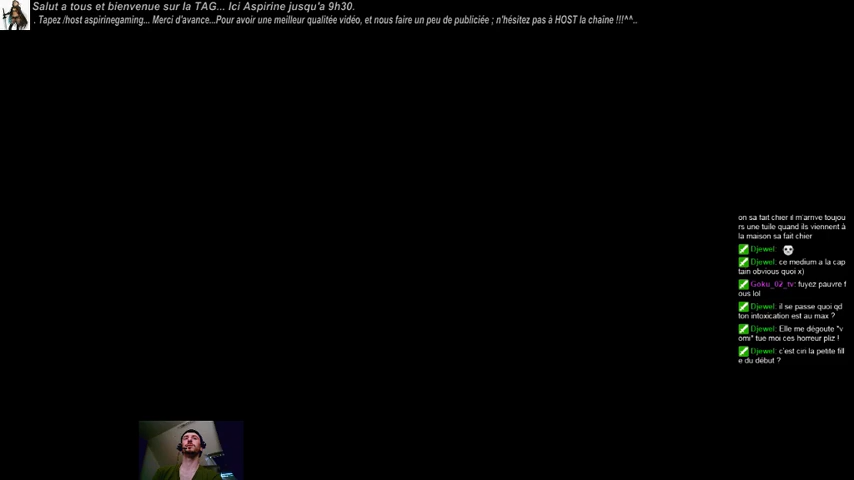 Salut a tous et bienvenue sur la TAG... Ici Aspirine jusqu'a 9h30.
. Tapez /host aspirinegaming... Merci d'avance...Pour avoir une meilleur qualitée vidéo, et nous faire un peu de publiciée ; n'hésitez pas à HOST la chaîne !!!^^..
on sa fait chier il m'arrive toujou
rs une tuile quand ils viennent à
la maison sa fait chier
Djewel:
Djewel: ce medium a la cap
tain obvious quoi x)
Goku_02_tv: fuyez pauvre f
ous lol
Djewel: il se passe quoi qd
ton intoxication est au max ?
Djewel: Elle me dégoute "v
omi" tue moi ces horreur pliz !
Djewel: c'est cin la petite fill
e du début ?